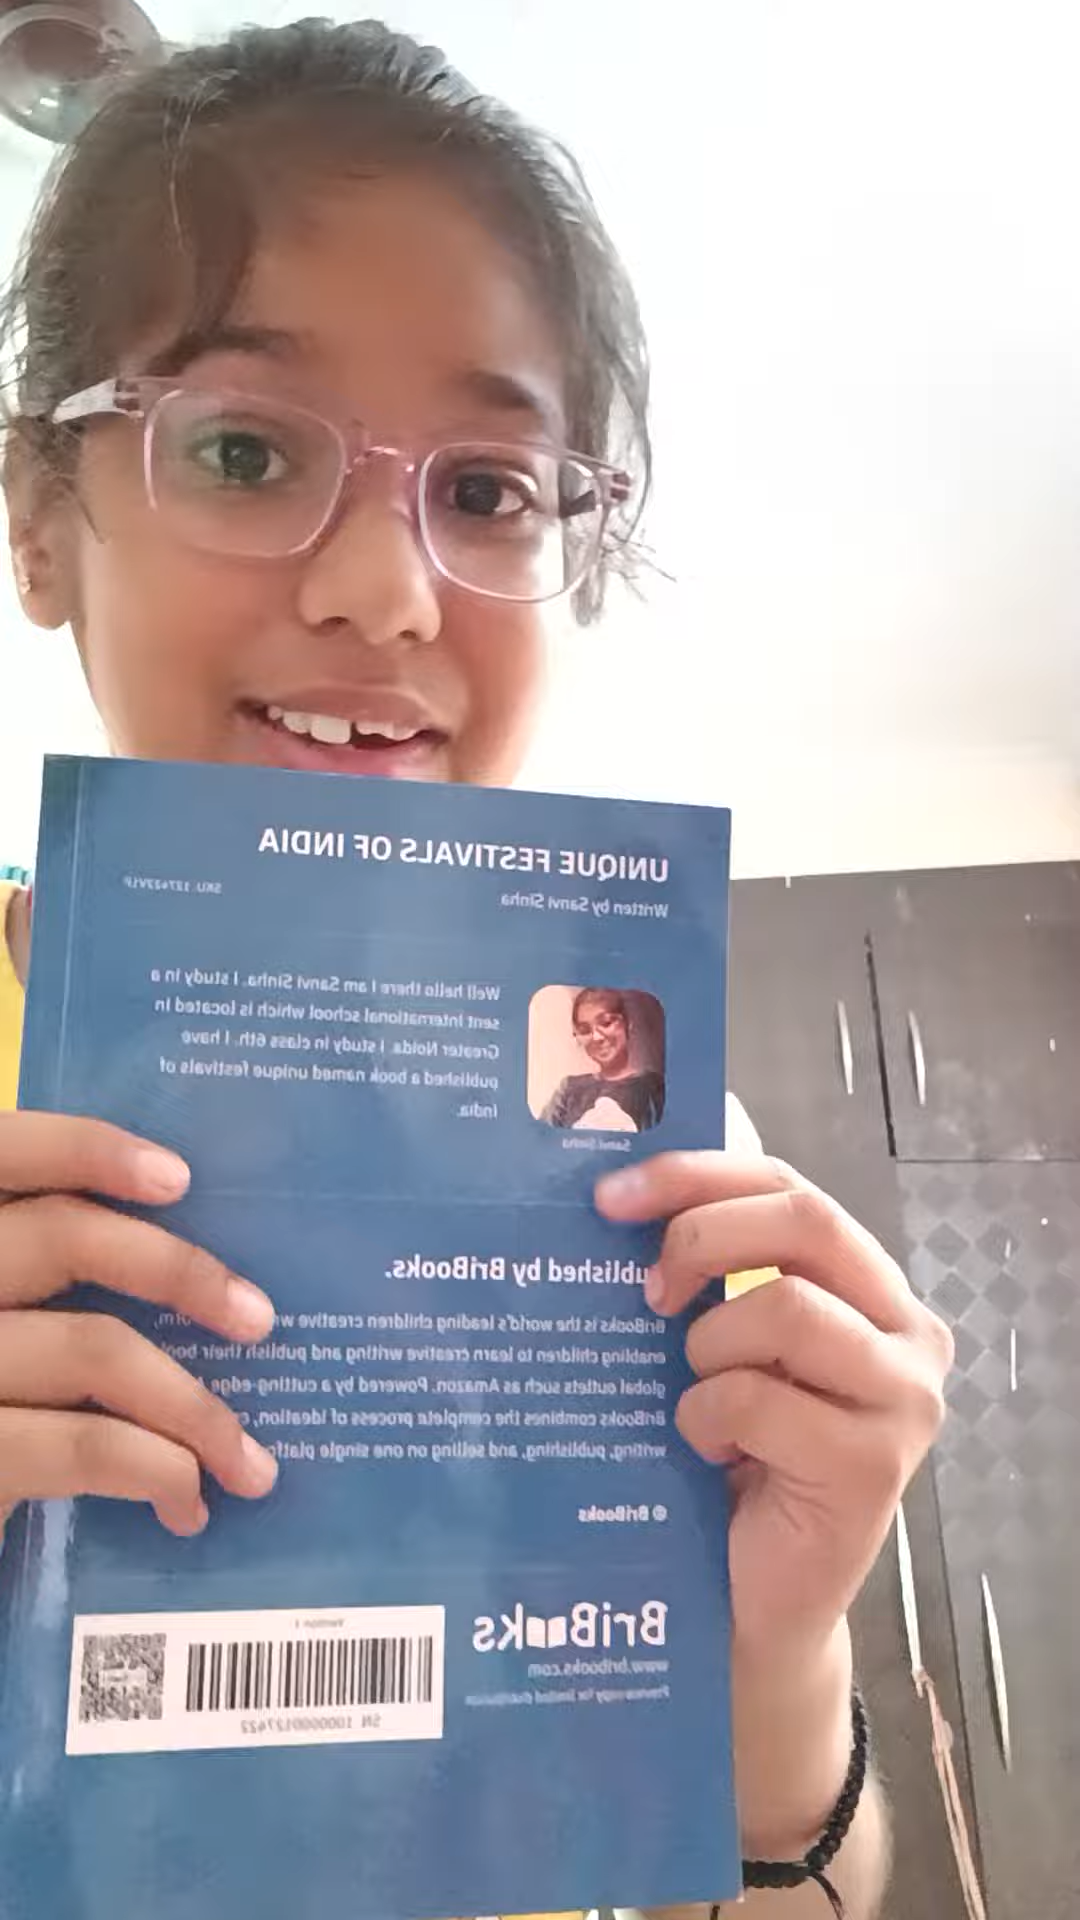 UNIQUE FESTIVALS OF INDIA
Written by Sanvi Sinha
SKU: 127622V1P
Well hello there I am Sanvi Sinha. I study in a
sent International school which is located in
Greater Noida. I study in class 6th. I have
published a book named unique festivals of
India.
Sanvi Sinha
ublished by BriBooks.
BriBooks is the world's leading children creative
enabling children to learn creative writing and publish their
global outlets such as Amazon. Powered by a cutting-edge
BriBooks combines the complete process of ideation,
writing, publishing, and selling on one single
© BriBooks
BriBooks
www.bribooks.com
Preview copy for limited distribution
Version 1
SN 100000127622